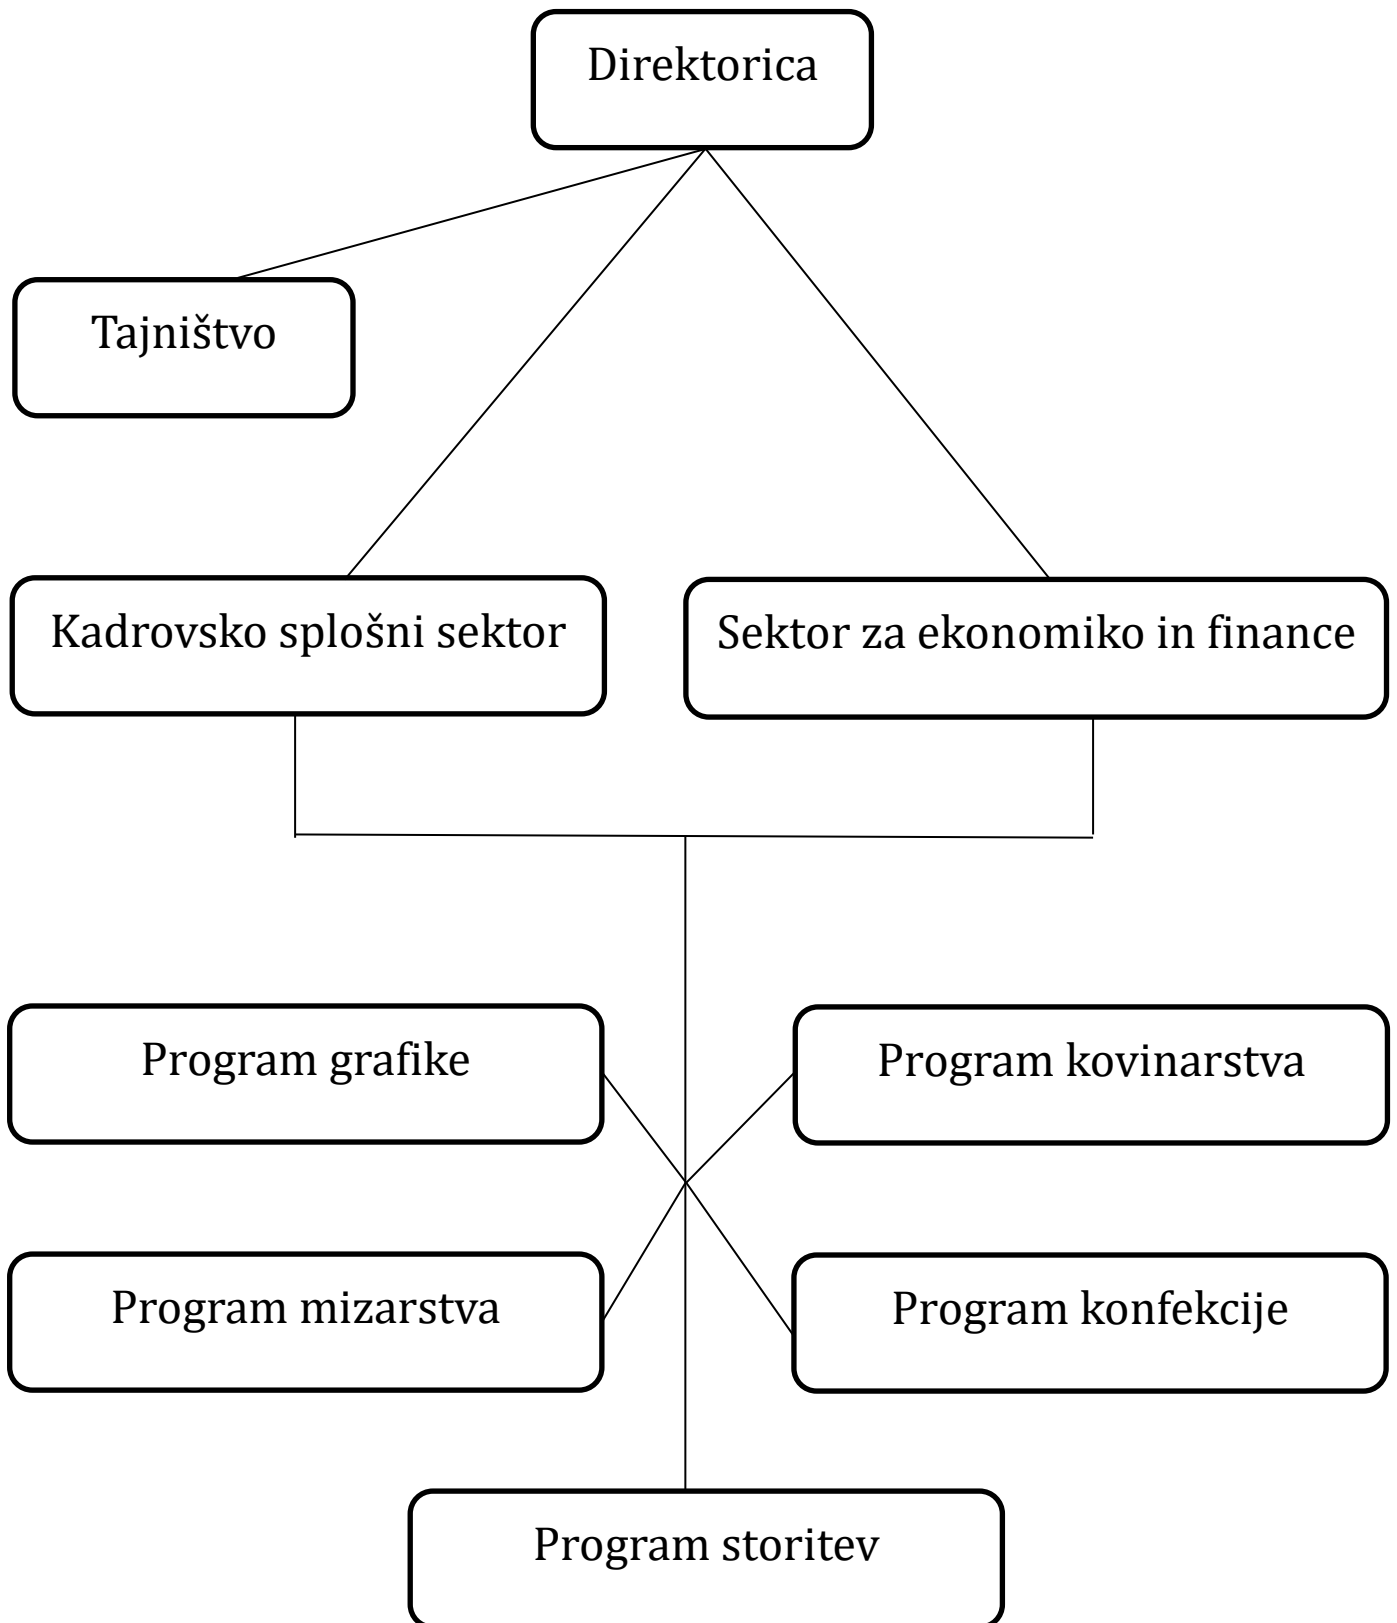 Direktorica
Tajništvo
Kadrovsko splošni sektor
Sektor za ekonomiko in finance
Program grafike
Program kovinarstva
Program mizarstva
Program konfekcije
Program storitev